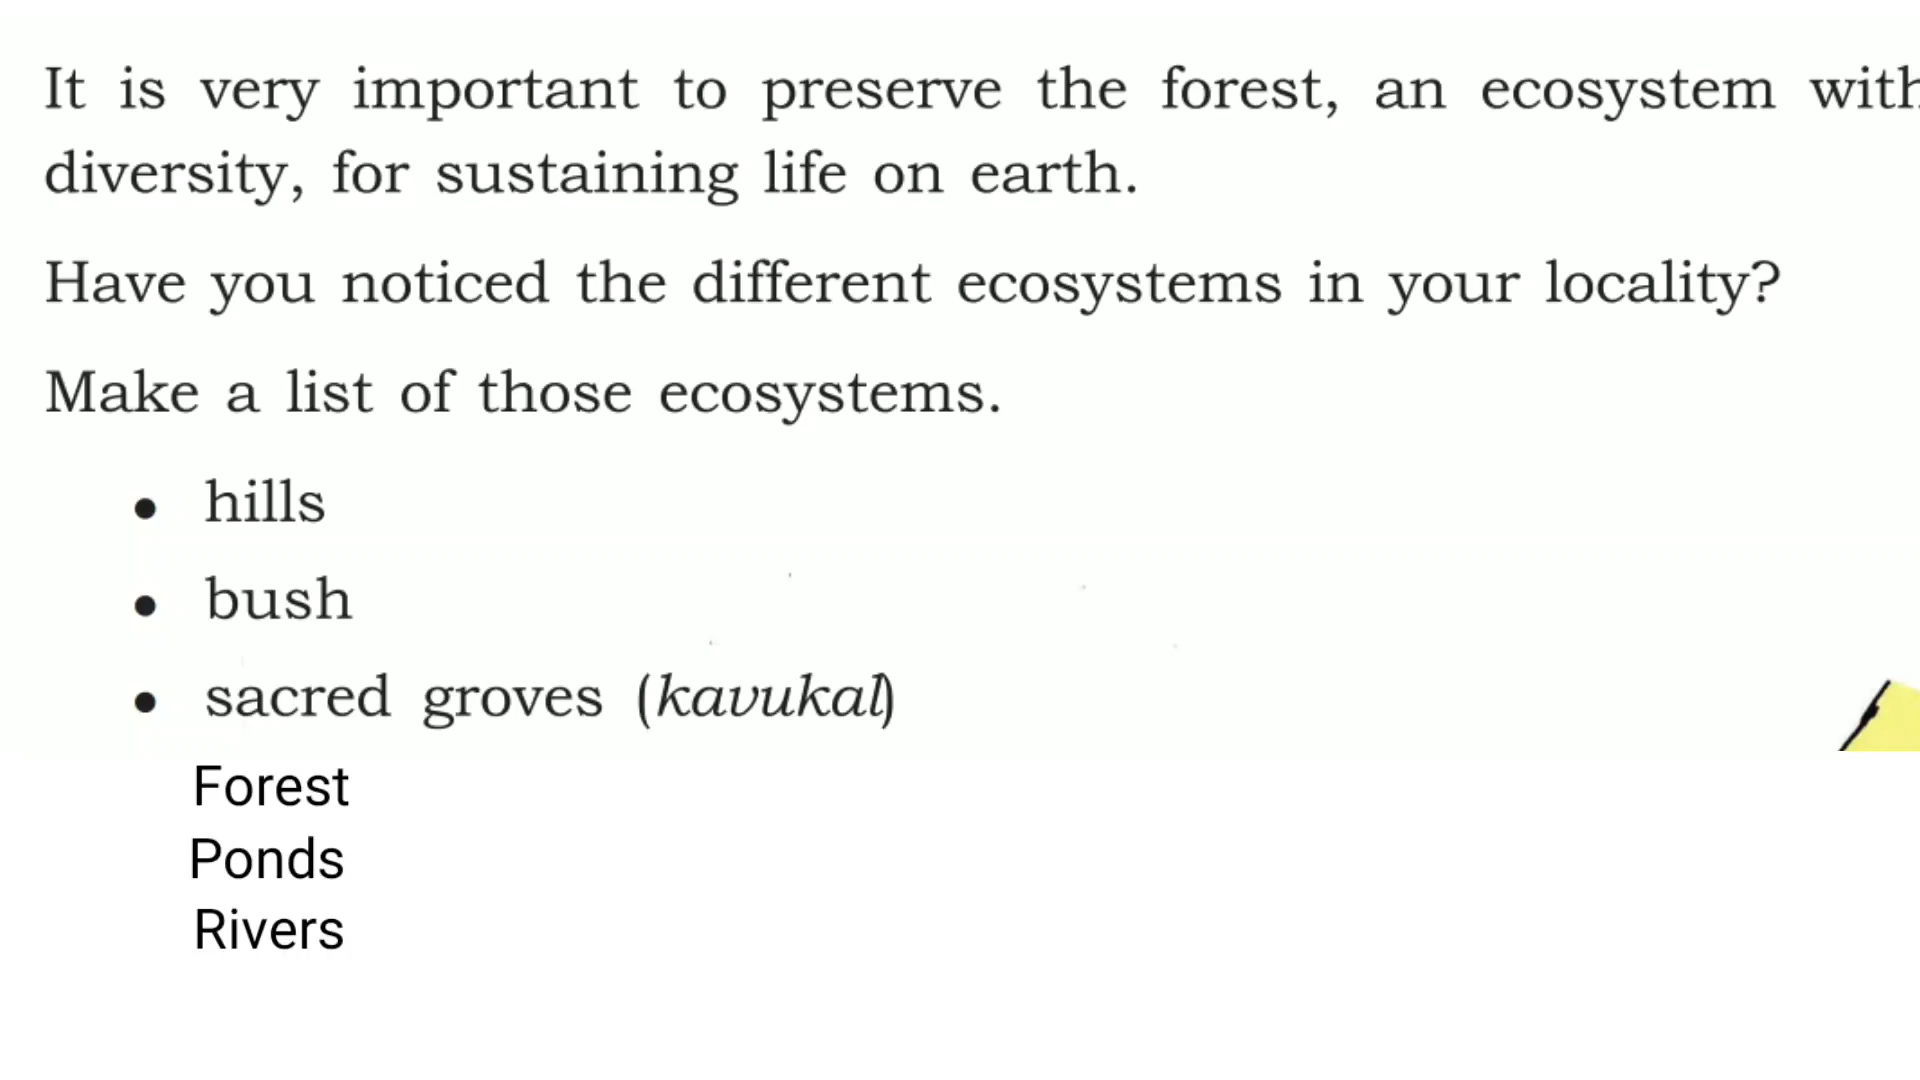 It is very important to preserve the forest, an ecosystem with
diversity, for sustaining life on earth.
Have you noticed the different ecosystems in your locality?
Make a list of those ecosystems.
• hills
• bush
• sacred groves (kavukal)
Forest
Ponds
Rivers